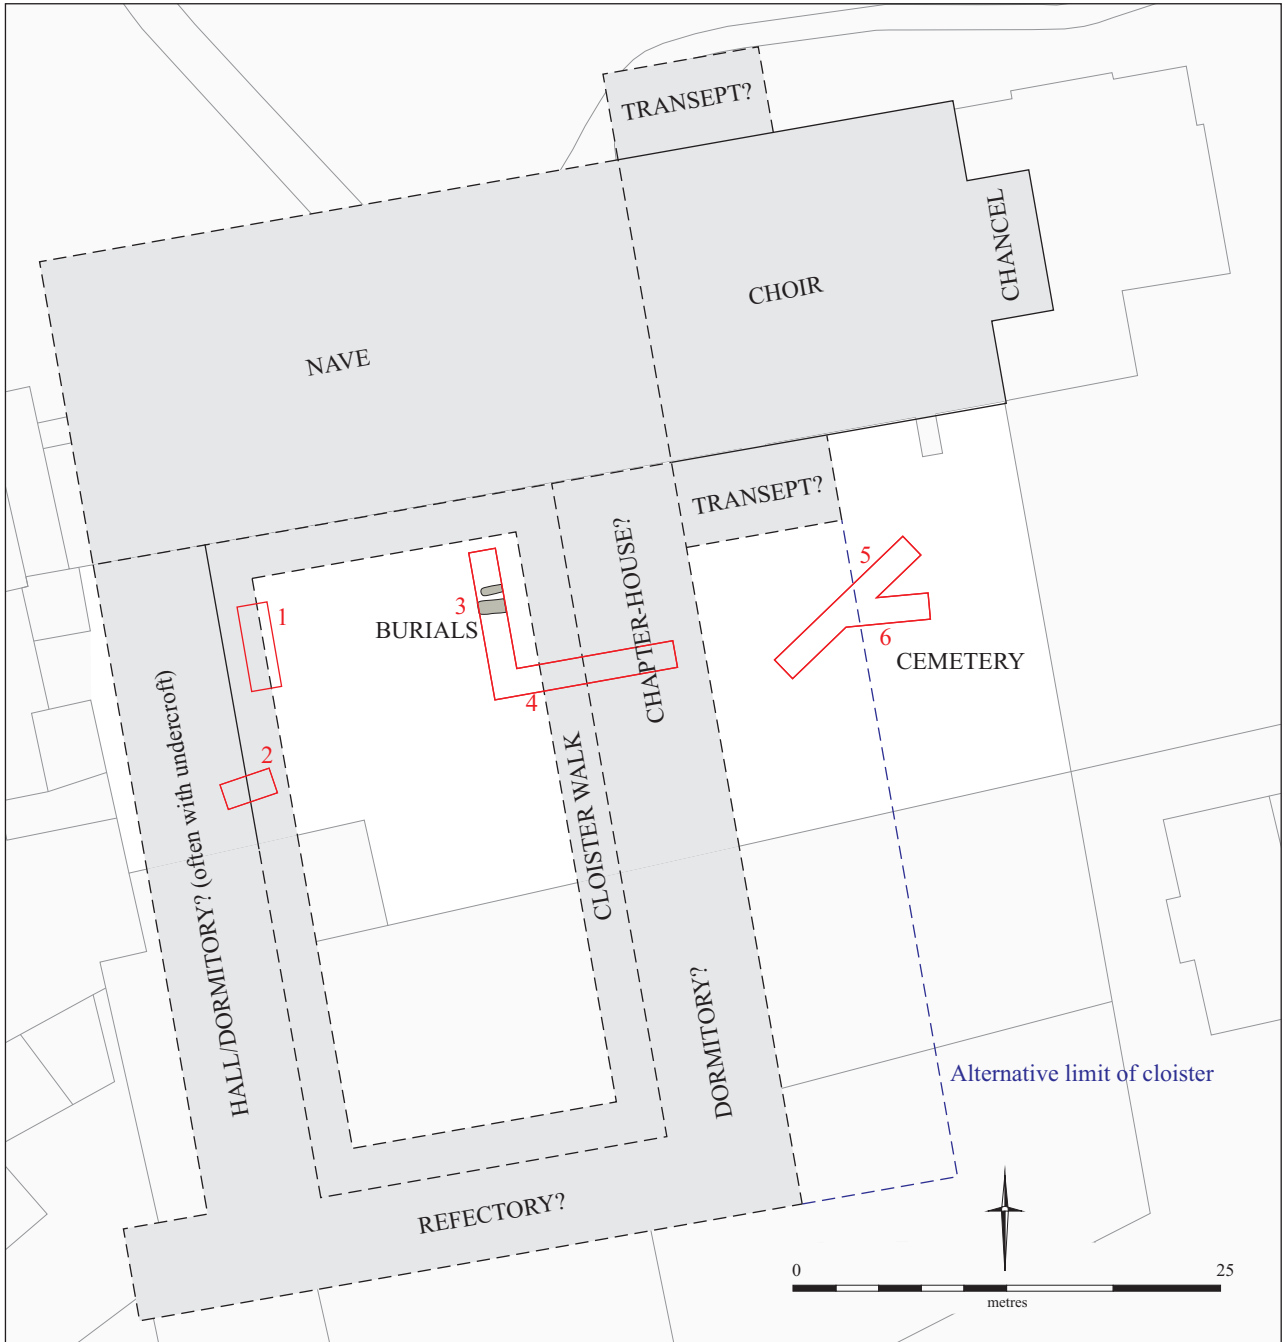 TRANSEPT?
CHANCEL
CHOIR
NAVE
TRANSEPT?
CHAPTER-HOUSE?
5
1
3
BURIALS
6
CEMETERY
4
2
HALL/DORMITORY? (often with undercroft)
CLOISTER WALK
DORMITORY?
Alternative limit of cloister
REFECTORY?
0 25
metres